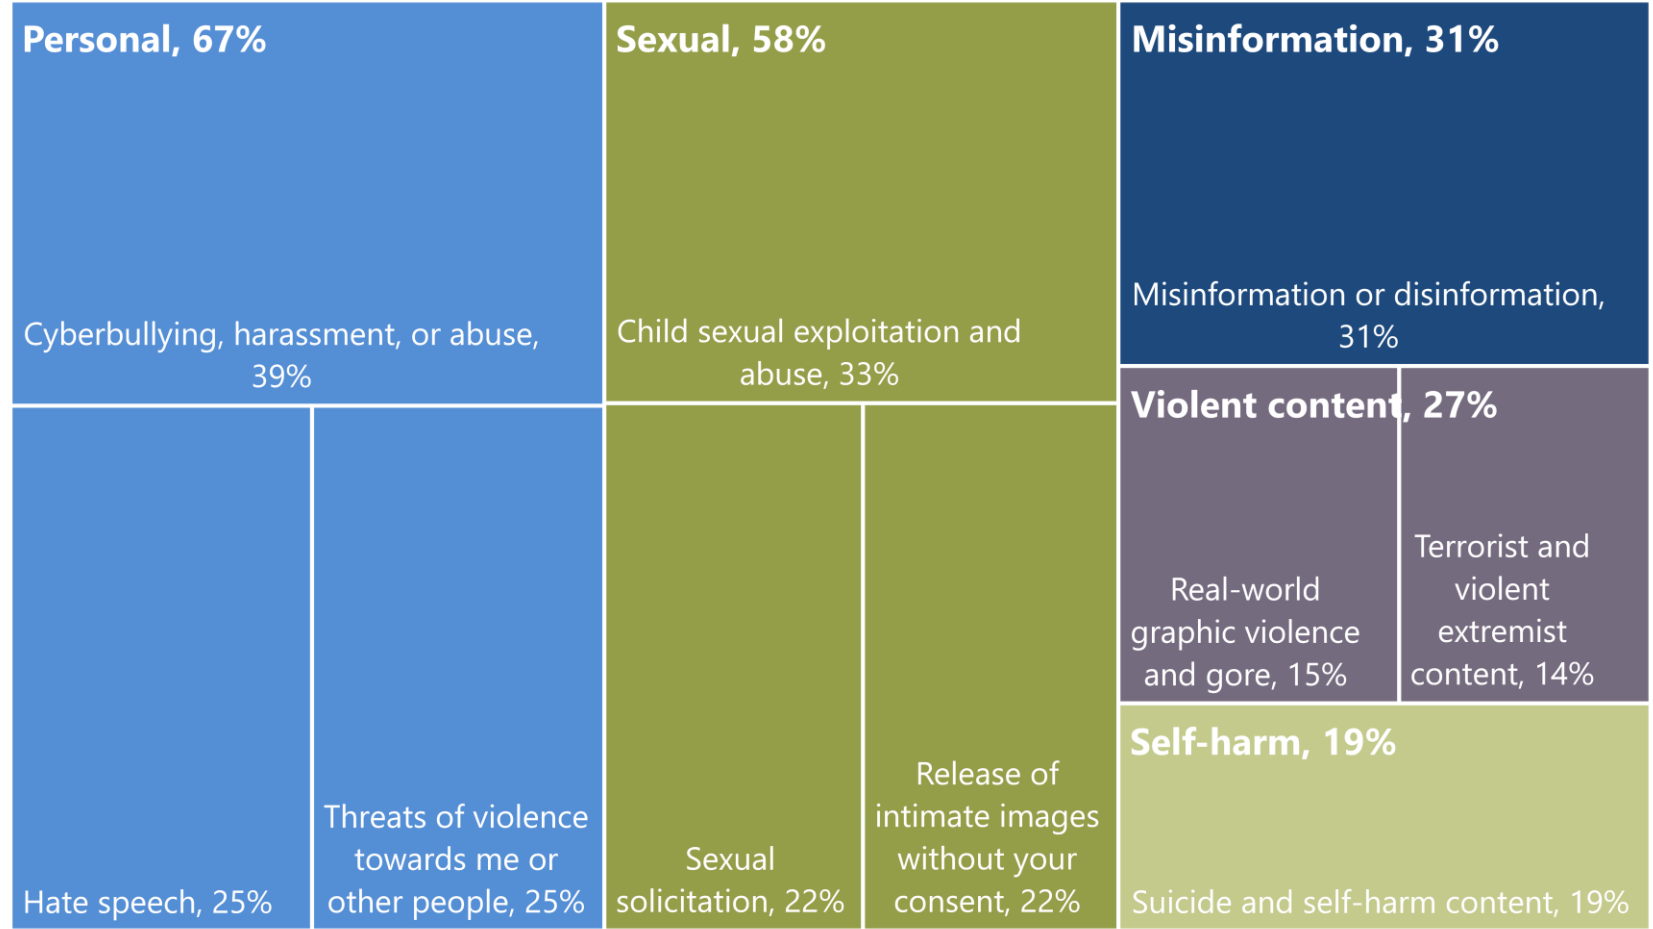 Personal, 67%
Cyberbullying, harassment, or abuse,
39%
Hate speech, 25%
Threats of violence
towards me or
other people, 25%
Sexual, 58%
Child sexual exploitation and
abuse, 33%
Sexual
solicitation, 22%
Release of
intimate images
without your
consent, 22%
Misinformation, 31%
Misinformation or disinformation,
31%
Violent content, 27%
Real-world
graphic violence
and gore, 15%
Terrorist and
violent
extremist
content, 14%
Self-harm, 19%
Suicide and self-harm content, 19%